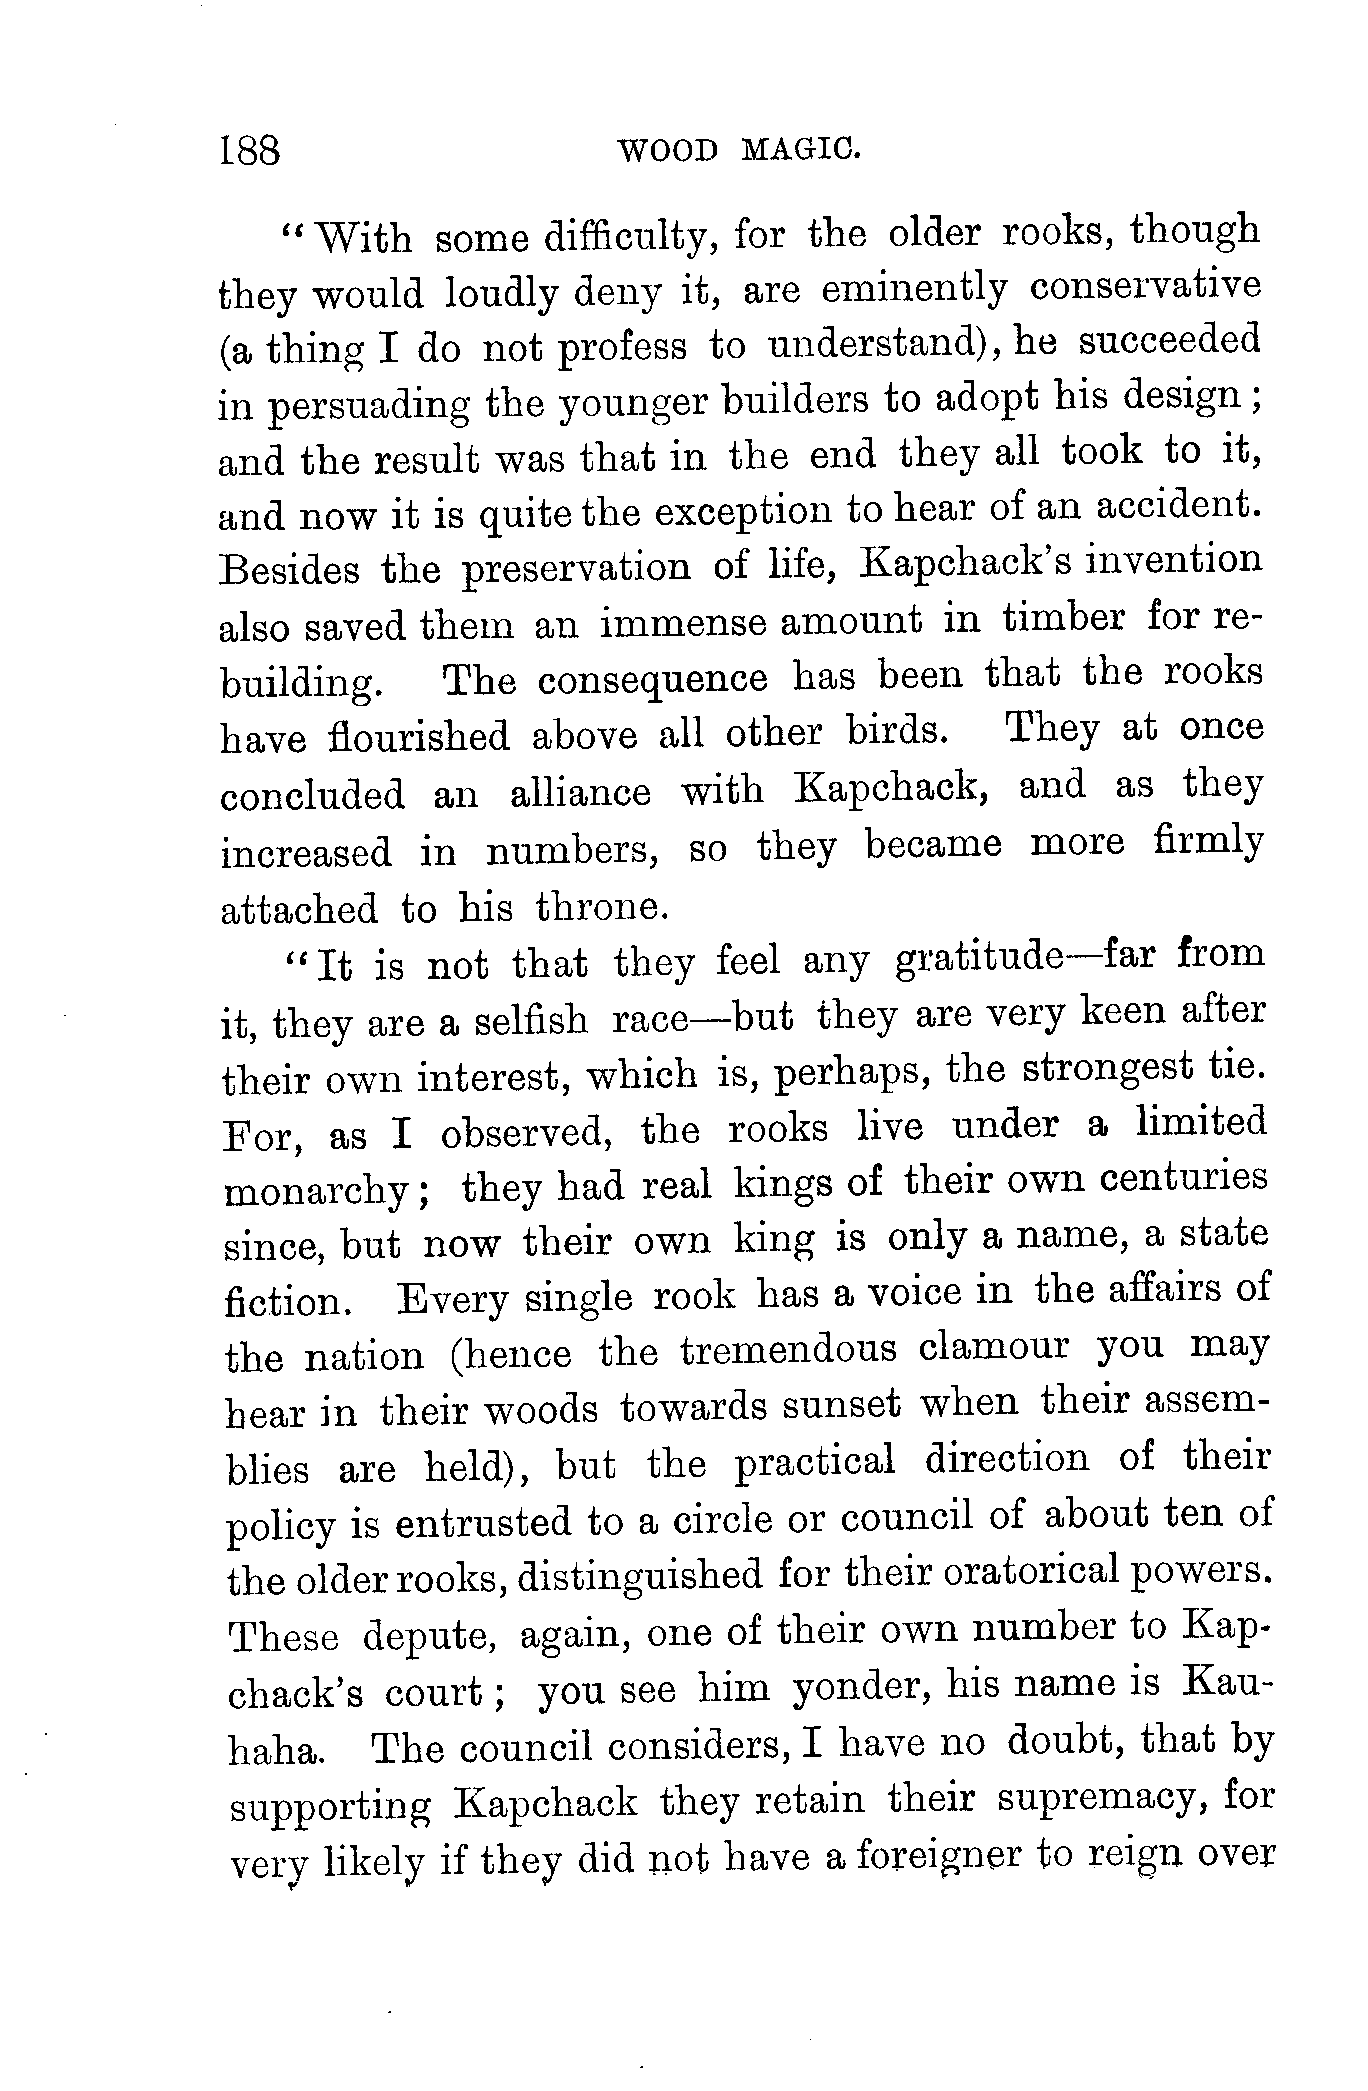 188 WOOD MAGIC.
"With some difficulty, for the older rooks, though
they would loudly deny it, are eminently conservative
(a thing I do not profess to understand), he succeeded
in persuading the younger builders to adopt his design;
and the result was that in the end they all took to it,
and now it is quite the exception to hear of an accident.
Besides the preservation of life, Kapchack's invention
also saved them an immense amount in timber for re-
building. The consequence has been that the rooks
have flourished above all other birds. They at once
concluded an alliance with Kapchack, and as they
increased in numbers, so they became more firmly
attached to his throne.
"It is not that they feel any gratitude—far from
it, they are a selfish race—but they are very keen after
their own interest, which is, perhaps, the strongest tie.
For, as I observed, the rooks live under a limited
monarchy; they had real kings of their own centuries
since, but now their own king is only a name, a state
fiction. Every single rook has a voice in the affairs of
the nation (hence the tremendous clamour you may
hear in their woods towards sunset when their assem-
blies are held), but the practical direction of their
policy is entrusted to a circle or council of about ten of
the older rooks, distinguished for their oratorical powers.
These depute, again, one of their own number to Kap-
chack's court; you see him yonder, his name is Kau-
haha. The council considers, I have no doubt, that by
supporting Kapchack they retain their supremacy, for
very likely if they did not have a foreigner to reign over